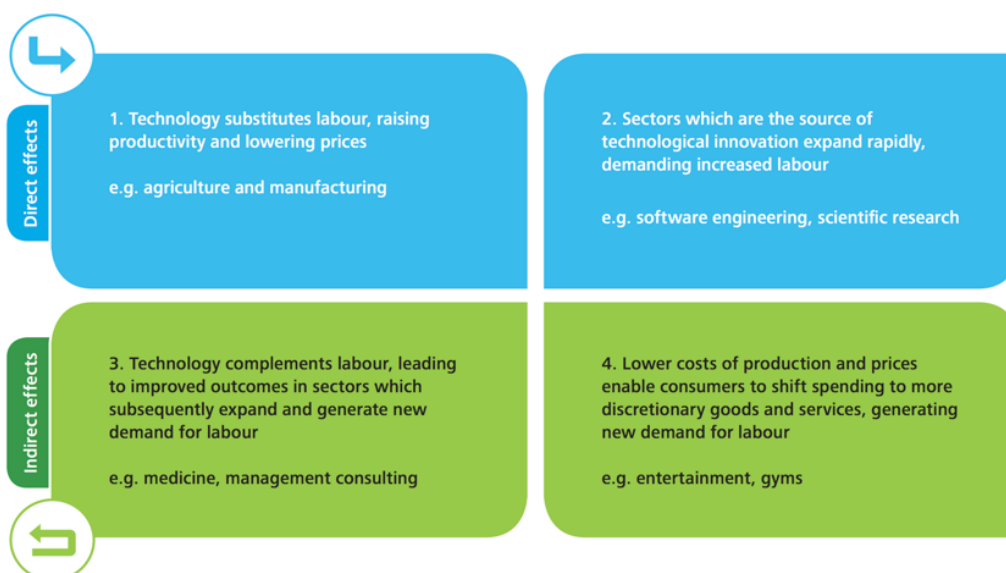 Direct effects
1. Technology substitutes labour, raising
productivity and lowering prices
e.g. agriculture and manufacturing
2. Sectors which are the source of
technological innovation expand rapidly,
demanding increased labour
e.g. software engineering, scientific research
Indirect effects
3. Technology complements labour, leading
to improved outcomes in sectors which
subsequently expand and generate new
demand for labour
e.g. medicine, management consulting
4. Lower costs of production and prices
enable consumers to shift spending to more
discretionary goods and services, generating
new demand for labour
e.g. entertainment, gyms